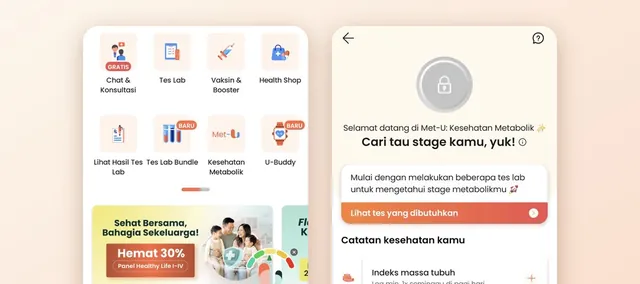 GRATIS
Chat &
Konsultasi
Tes Lab
Vaksin &
Booster
Health Shop
Lihat Hasil Tes
Lab
BARU
Tes Lab Bundle
Met-U
Kesehatan
Metabolik
BARU
U-Buddy
Sehat Bersama,
Bahagia Sekeluarga!
Hemat 30%
Panel Healthy Life I-IV
Selamat datang di Met-U: Kesehatan Metabolik ✨
Cari tau stage kamu, yuk!
Mulai dengan melakukan beberapa tes lab
untuk mengetahui stage metabolikmu 🚀
Lihat tes yang dibutuhkan
Catatan kesehatan kamu
Indeks massa tubuh